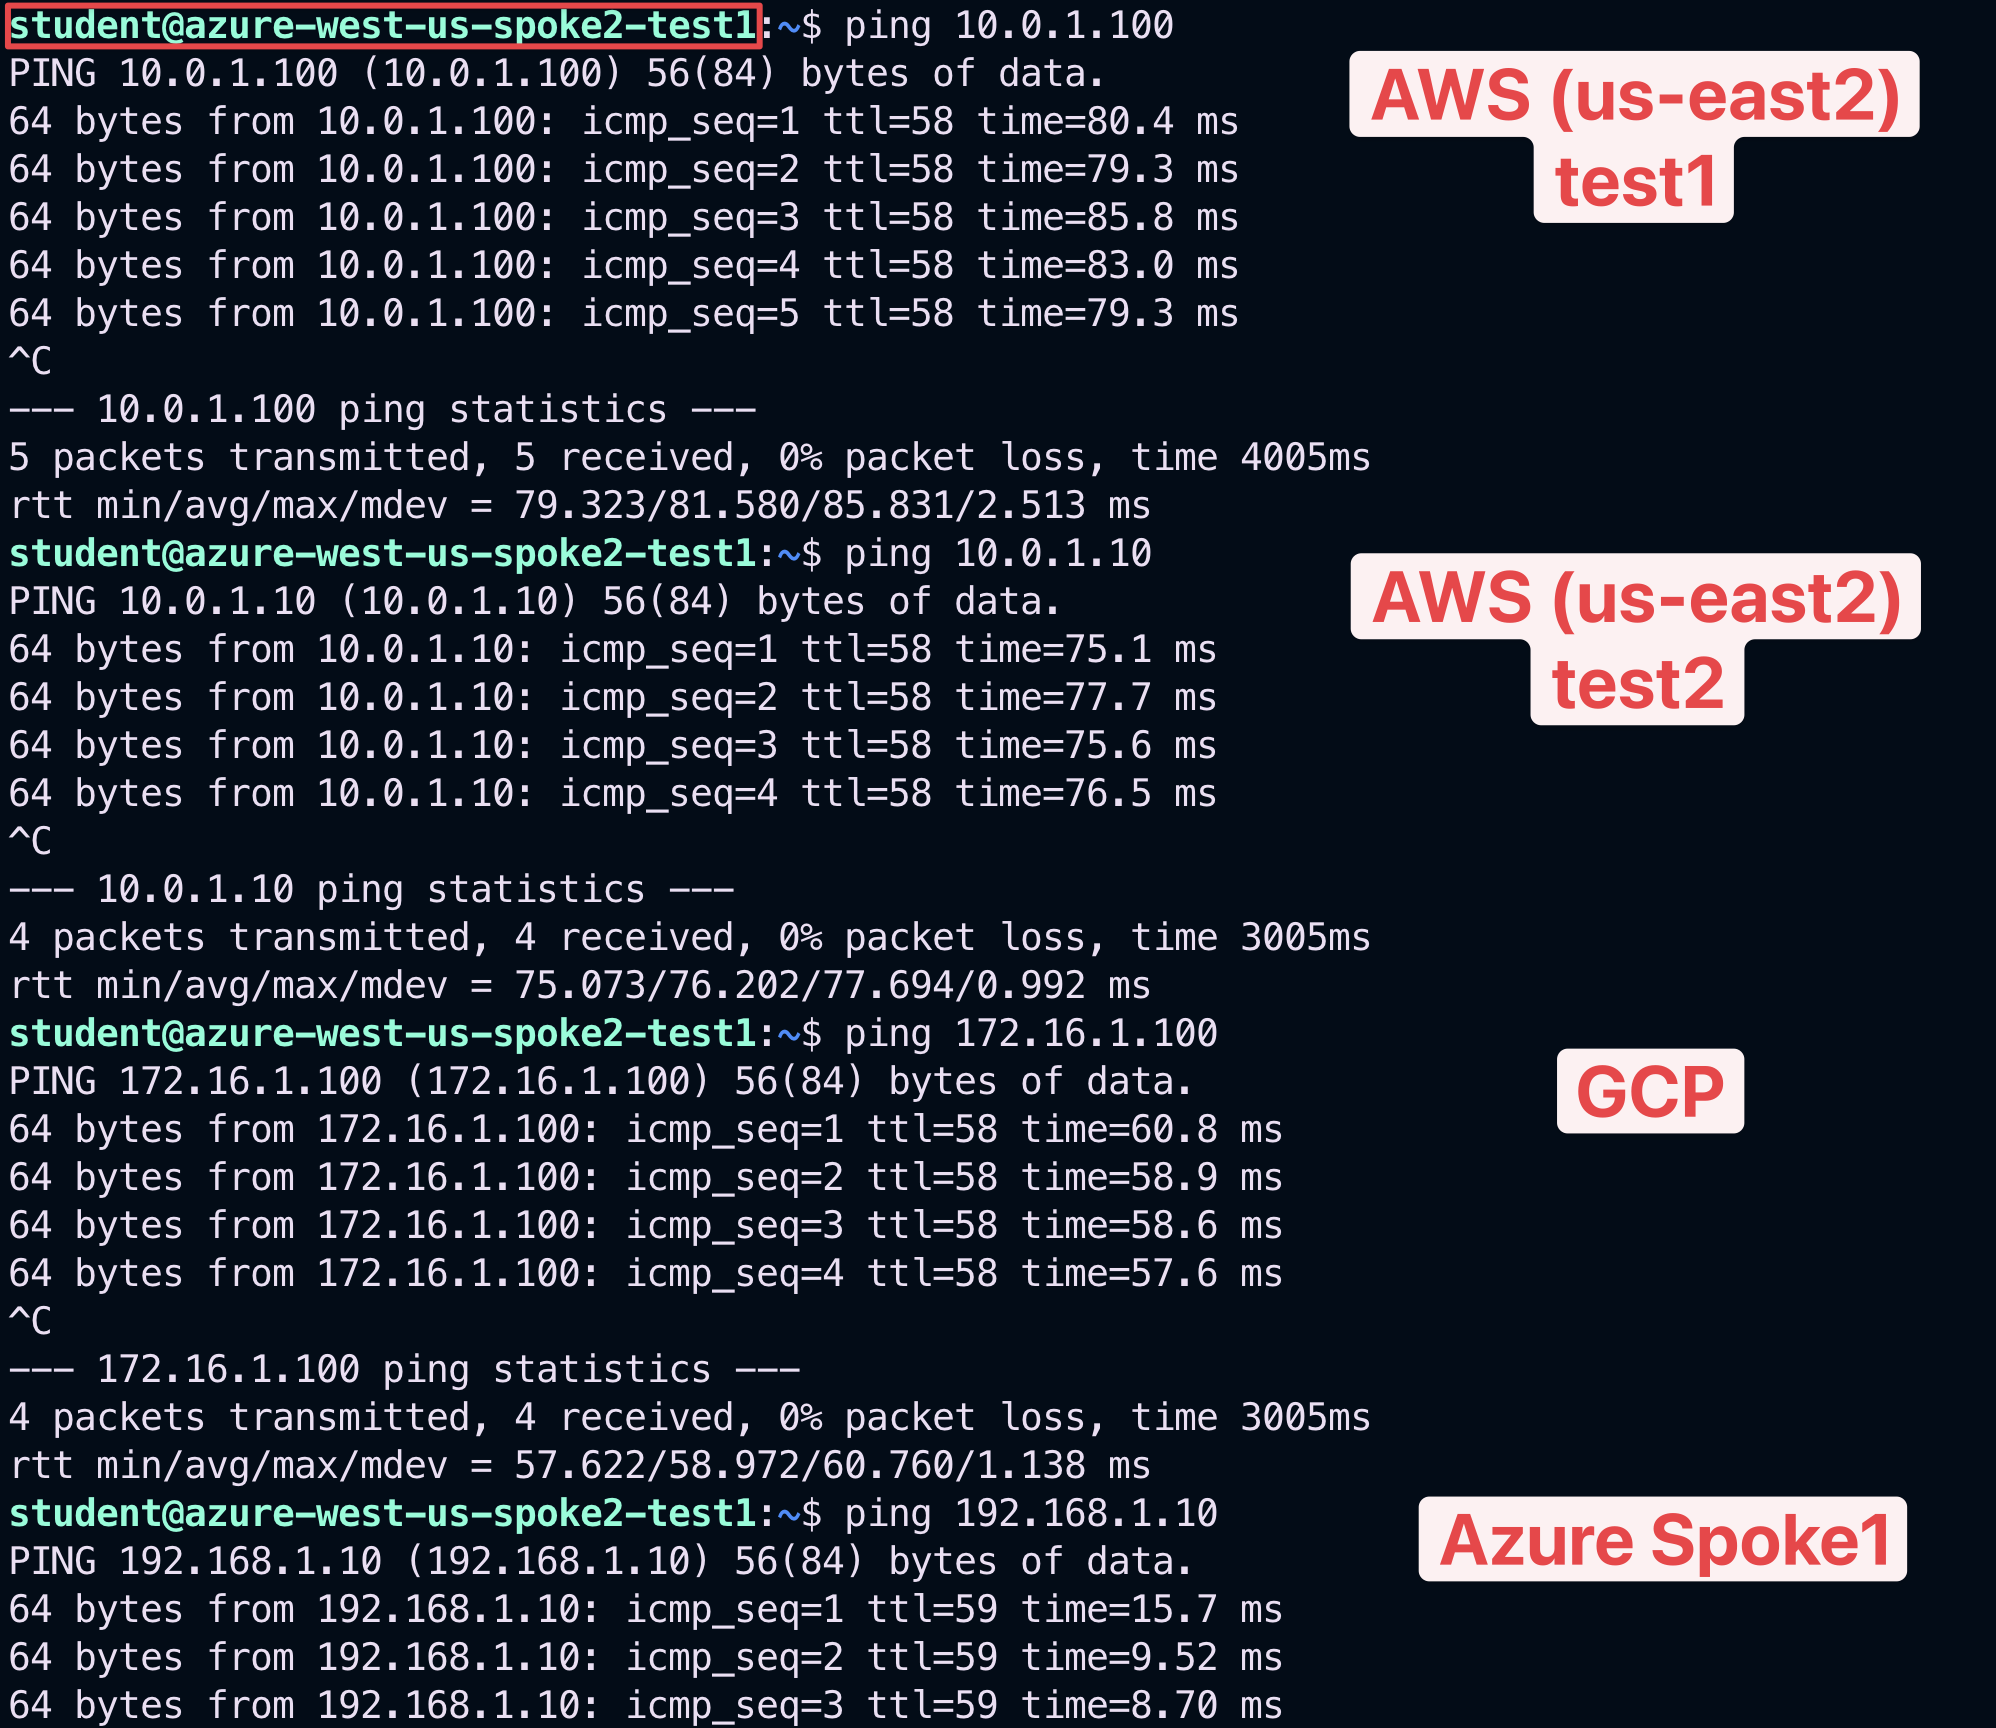 student@azure-west-us-spoke2-test1:~$ ping 10.0.1.100
PING 10.0.1.100 (10.0.1.100) 56(84) bytes of data.
AWS (us-east2)
64 bytes from 10.0.1.100: icmp_seq=1 ttl=58 time=80.4 ms
64 bytes from 10.0.1.100: icmp_seq=2 ttl=58 time=79.3 ms
test1
64 bytes from 10.0.1.100: icmp_seq=3 ttl=58 time=85.8 ms
64 bytes from 10.0.1.100: icmp_seq=4 ttl=58 time=83.0 ms
64 bytes from 10.0.1.100: icmp_seq=5 ttl=58 time=79.3 ms
^C
--- 10.0.1.100 ping statistics ---
5 packets transmitted, 5 received, 0% packet loss, time 4005ms
rtt min/avg/max/mdev = 79.323/81.580/85.831/2.513 ms
student@azure-west-us-spoke2-test1:~$ ping 10.0.1.10
PING 10.0.1.10 (10.0.1.10) 56(84) bytes of data.
AWS (us-east2)
64 bytes from 10.0.1.10: icmp_seq=1 ttl=58 time=75.1 ms
64 bytes from 10.0.1.10: icmp_seq=2 ttl=58 time=77.7 ms
test2
64 bytes from 10.0.1.10: icmp_seq=3 ttl=58 time=75.6 ms
64 bytes from 10.0.1.10: icmp_seq=4 ttl=58 time=76.5 ms
^C
--- 10.0.1.10 ping statistics ---
4 packets transmitted, 4 received, 0% packet loss, time 3005ms
rtt min/avg/max/mdev = 75.073/76.202/77.694/0.992 ms
student@azure-west-us-spoke2-test1:~$ ping 172.16.1.100
PING 172.16.1.100 (172.16.1.100) 56(84) bytes of data.
GCP
64 bytes from 172.16.1.100: icmp_seq=1 ttl=58 time=60.8 ms
64 bytes from 172.16.1.100: icmp_seq=2 ttl=58 time=58.9 ms
64 bytes from 172.16.1.100: icmp_seq=3 ttl=58 time=58.6 ms
64 bytes from 172.16.1.100: icmp_seq=4 ttl=58 time=57.6 ms
^C
--- 172.16.1.100 ping statistics ---
4 packets transmitted, 4 received, 0% packet loss, time 3005ms
rtt min/avg/max/mdev = 57.622/58.972/60.760/1.138 ms
student@azure-west-us-spoke2-test1:~$ ping 192.168.1.10
Azure Spoke1
PING 192.168.1.10 (192.168.1.10) 56(84) bytes of data.
64 bytes from 192.168.1.10: icmp_seq=1 ttl=59 time=15.7 ms
64 bytes from 192.168.1.10: icmp_seq=2 ttl=59 time=9.52 ms
64 bytes from 192.168.1.10: icmp_seq=3 ttl=59 time=8.70 ms